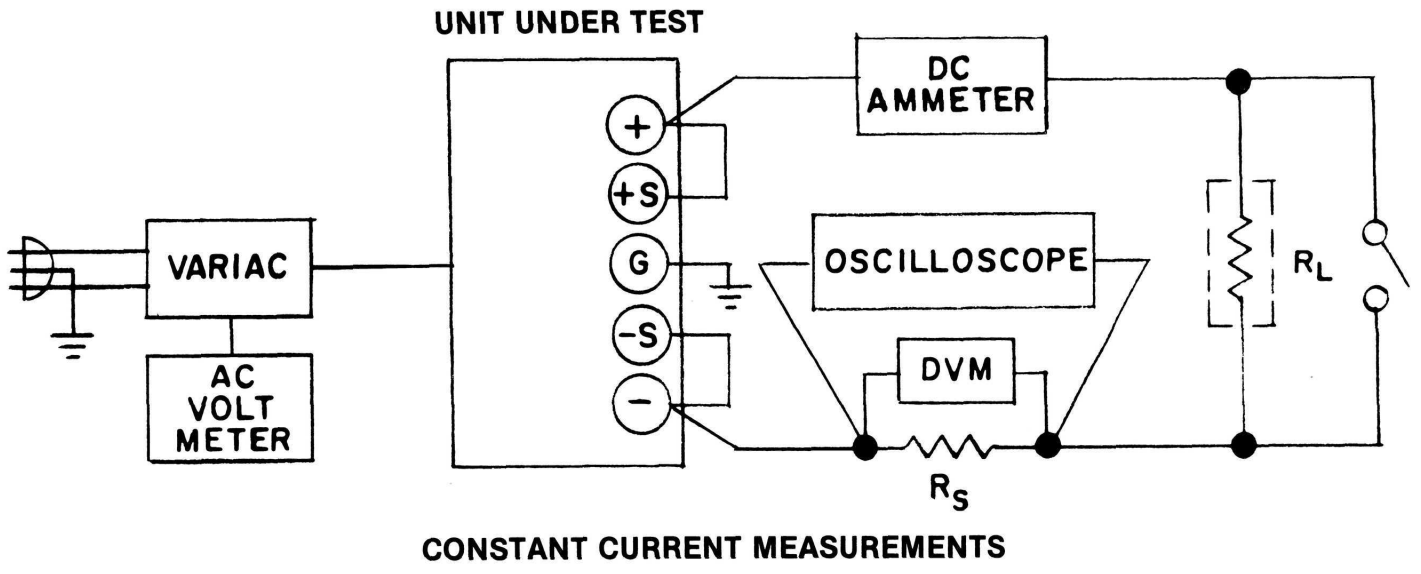 UNIT UNDER TEST
DC
AMMETER
+
+S
G
-S
-
VARIAC
AC
VOLT
METER
OSCILLOSCOPE
DVM
RS
RL
CONSTANT CURRENT MEASUREMENTS